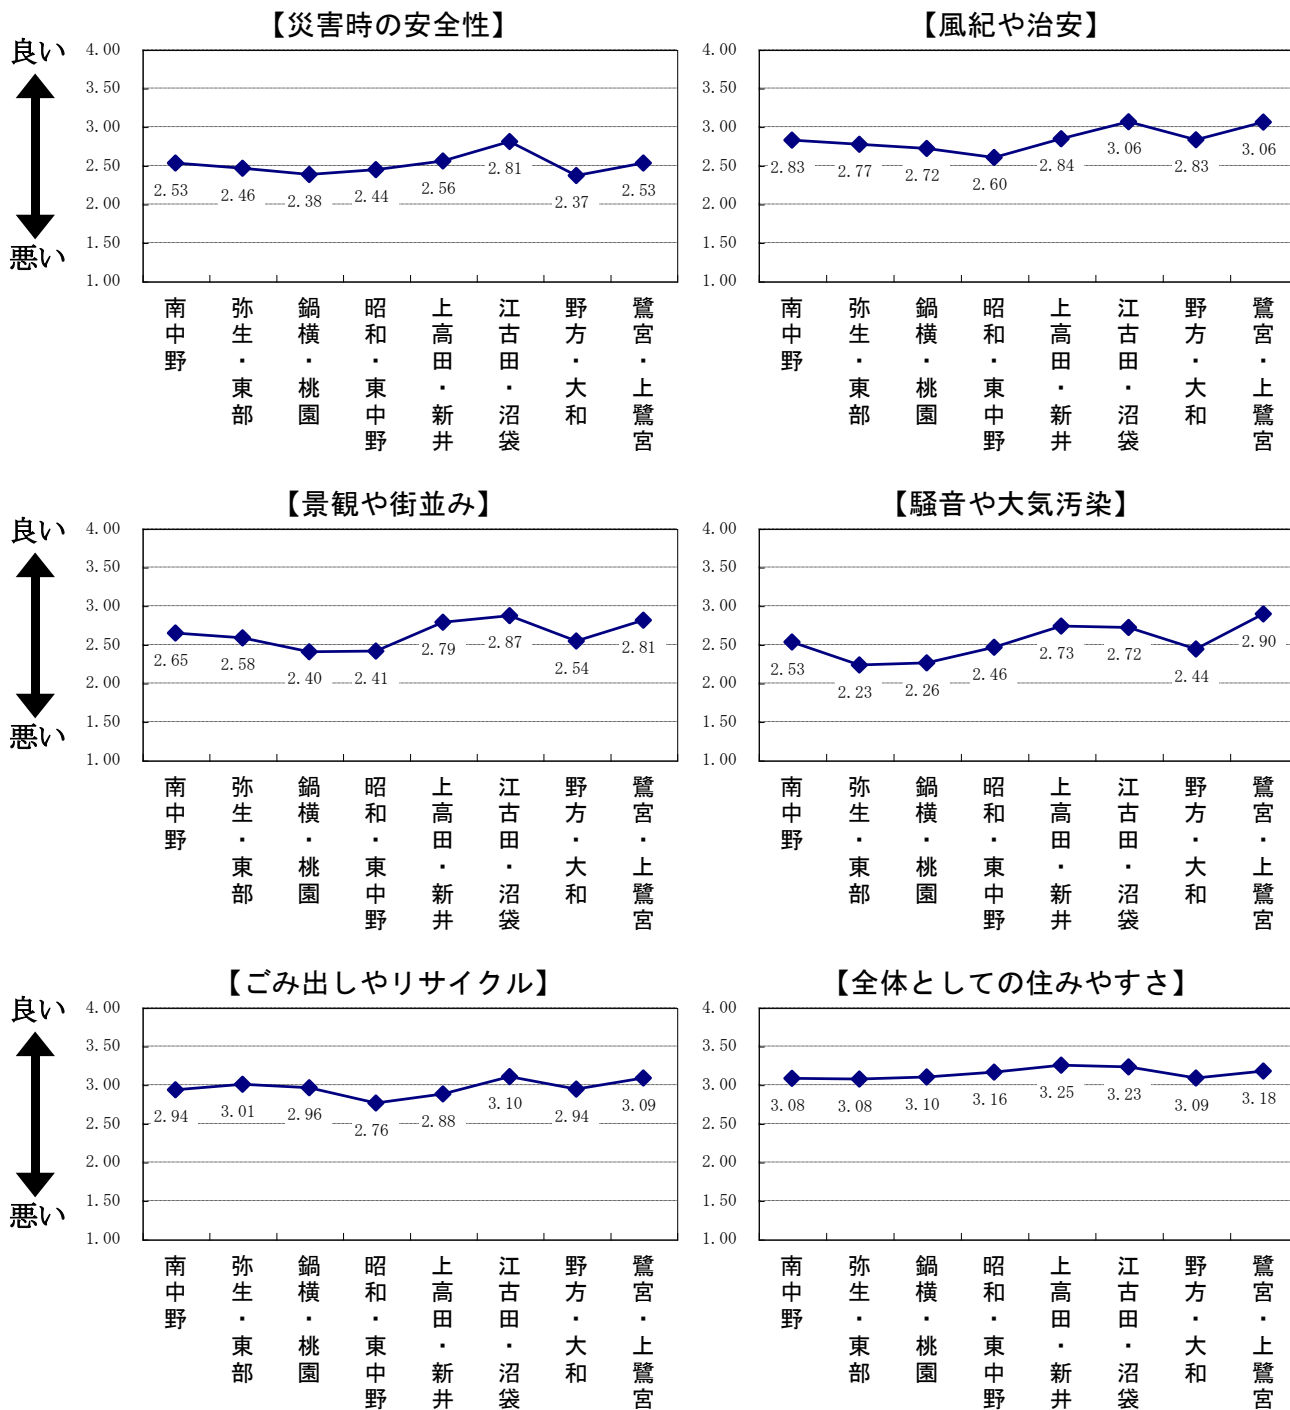 【災害時の安全性】
良い
悪い
4.00
3.50
3.00
2.50
2.00
1.50
1.00
2.53
2.46
2.38
2.44
2.56
2.81
2.37
2.53
南中野
弥生・東部
鍋横・桃園
昭和・東中野
上高田・新井
江古田・沼袋
野方・大和
鷺宮・上鷺宮
【風紀や治安】
4.00
3.50
3.00
2.50
2.00
1.50
1.00
2.83
2.77
2.72
2.60
2.84
3.06
2.83
3.06
南中野
弥生・東部
鍋横・桃園
昭和・東中野
上高田・新井
江古田・沼袋
野方・大和
鷺宮・上鷺宮
【景観や街並み】
良い
悪い
4.00
3.50
3.00
2.50
2.00
1.50
1.00
2.65
2.58
2.40
2.41
2.79
2.87
2.54
2.81
南中野
弥生・東部
鍋横・桃園
昭和・東中野
上高田・新井
江古田・沼袋
野方・大和
鷺宮・上鷺宮
【騒音や大気汚染】
4.00
3.50
3.00
2.50
2.00
1.50
1.00
2.53
2.23
2.26
2.46
2.73
2.72
2.44
2.90
南中野
弥生・東部
鍋横・桃園
昭和・東中野
上高田・新井
江古田・沼袋
野方・大和
鷺宮・上鷺宮
【ごみ出しやリサイクル】
良い
悪い
4.00
3.50
3.00
2.50
2.00
1.50
1.00
2.94
3.01
2.96
2.76
2.88
3.10
2.94
3.09
南中野
弥生・東部
鍋横・桃園
昭和・東中野
上高田・新井
江古田・沼袋
野方・大和
鷺宮・上鷺宮
【全体としての住みやすさ】
4.00
3.50
3.00
2.50
2.00
1.50
1.00
3.08
3.08
3.10
3.16
3.25
3.23
3.09
3.18
南中野
弥生・東部
鍋横・桃園
昭和・東中野
上高田・新井
江古田・沼袋
野方・大和
鷺宮・上鷺宮